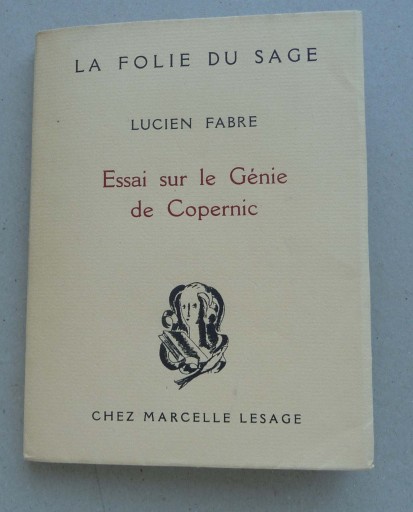 LA FOLIE DU SAGE
LUCIEN FABRE
Essai sur le Génie
de Copernic
CHEZ MARCELLE LESAGE